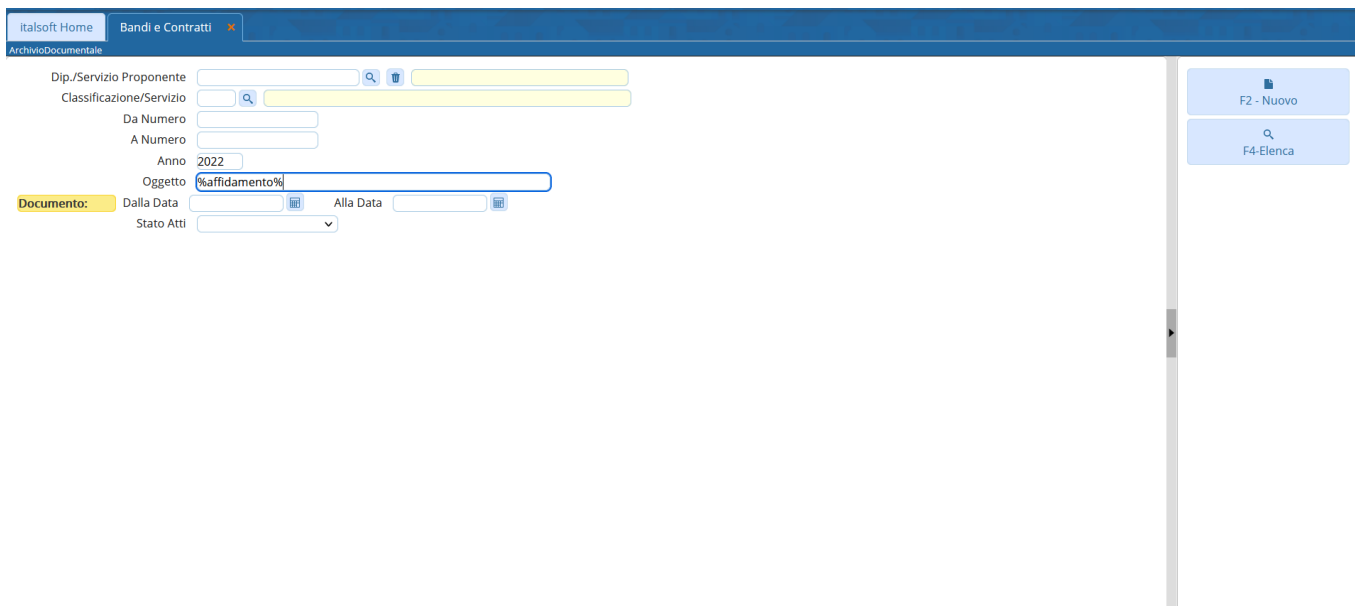 italsoft Home
Bandi e Contratti
ArchivioDocumentale
Dip./Servizio Proponente
Classificazione/Servizio
Da Numero
A Numero
Anno 2022
Oggetto %affidamento%
Documento: Dalla Data Alla Data
Stato Atti
F2 - Nuovo
F4-Elenca